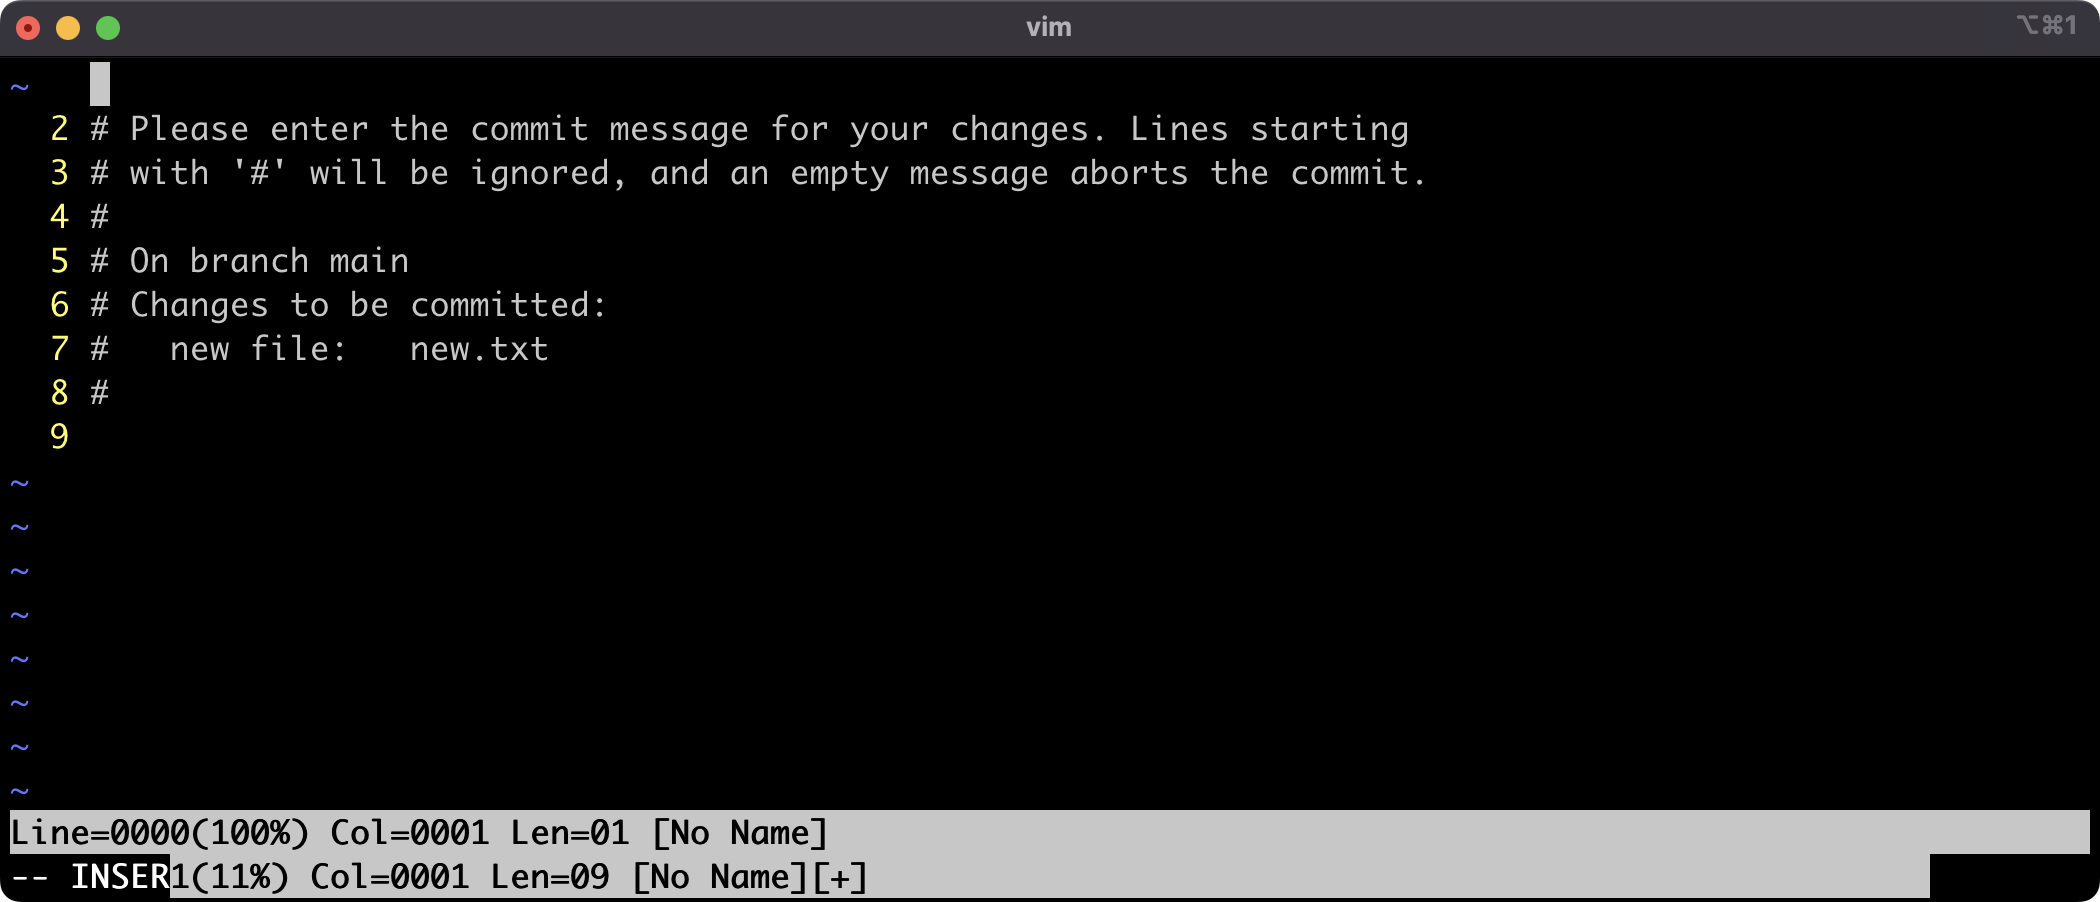 vim
⌥⌘1
~
2 # Please enter the commit message for your changes. Lines starting
3 # with '#' will be ignored, and an empty message aborts the commit.
4 #
5 # On branch main
6 # Changes to be committed:
7 #   new file:   new.txt
8 #
9
~
~
~
~
~
~
~
~
Line=0000(100%) Col=0001 Len=01 [No Name]
-- INSER1(11%) Col=0001 Len=09 [No Name][+]